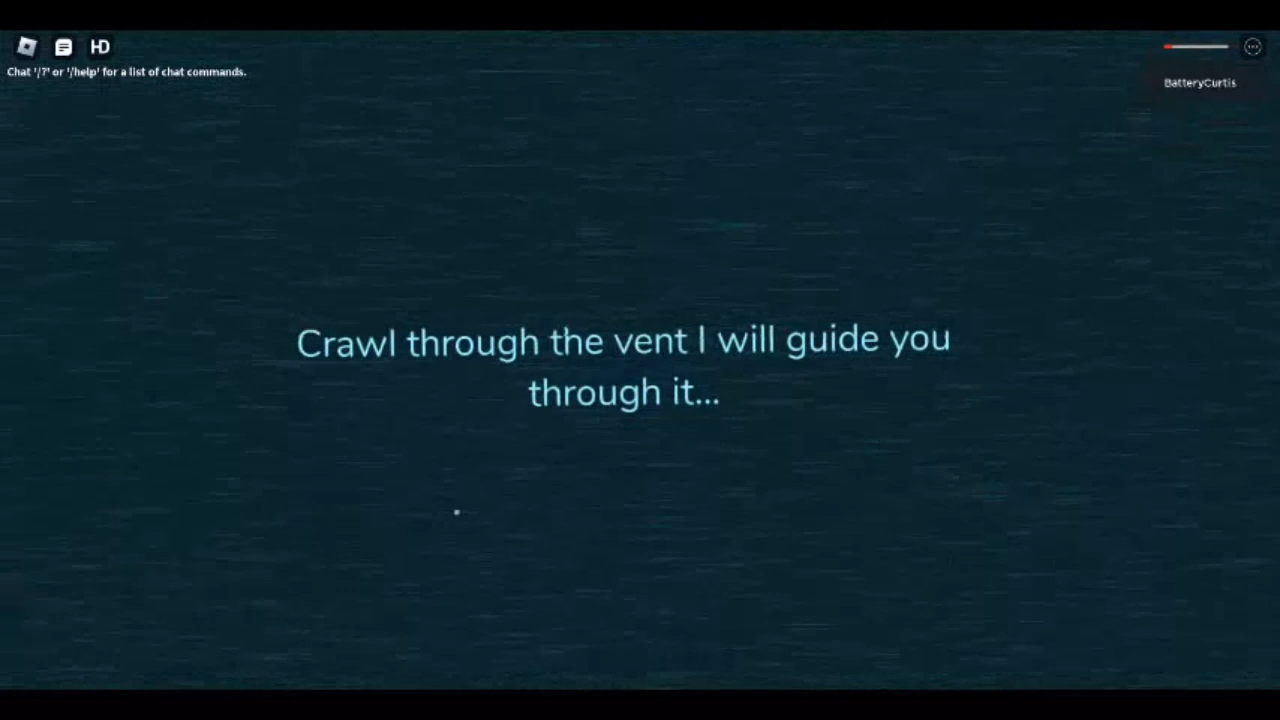 HD
Chat '/?' or '/help' for a list of chat commands.
BatteryCurtis
Crawl through the vent I will guide you
through it...